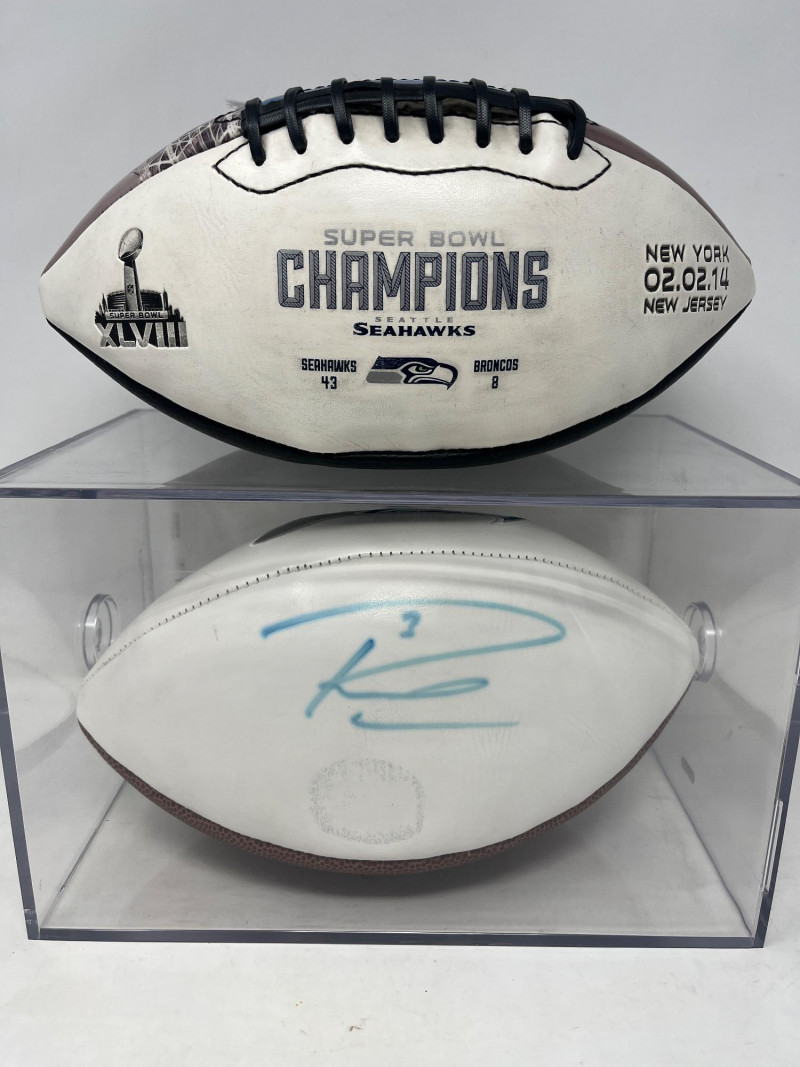 SUPER BOWL
CHAMPIONS
SEATTLE
SEAHAWKS
SEAHAWKS
43
BRONCOS
8
SUPER BOWL
XLVIII
NEW YORK
02.02.14
NEW JERSEY
3